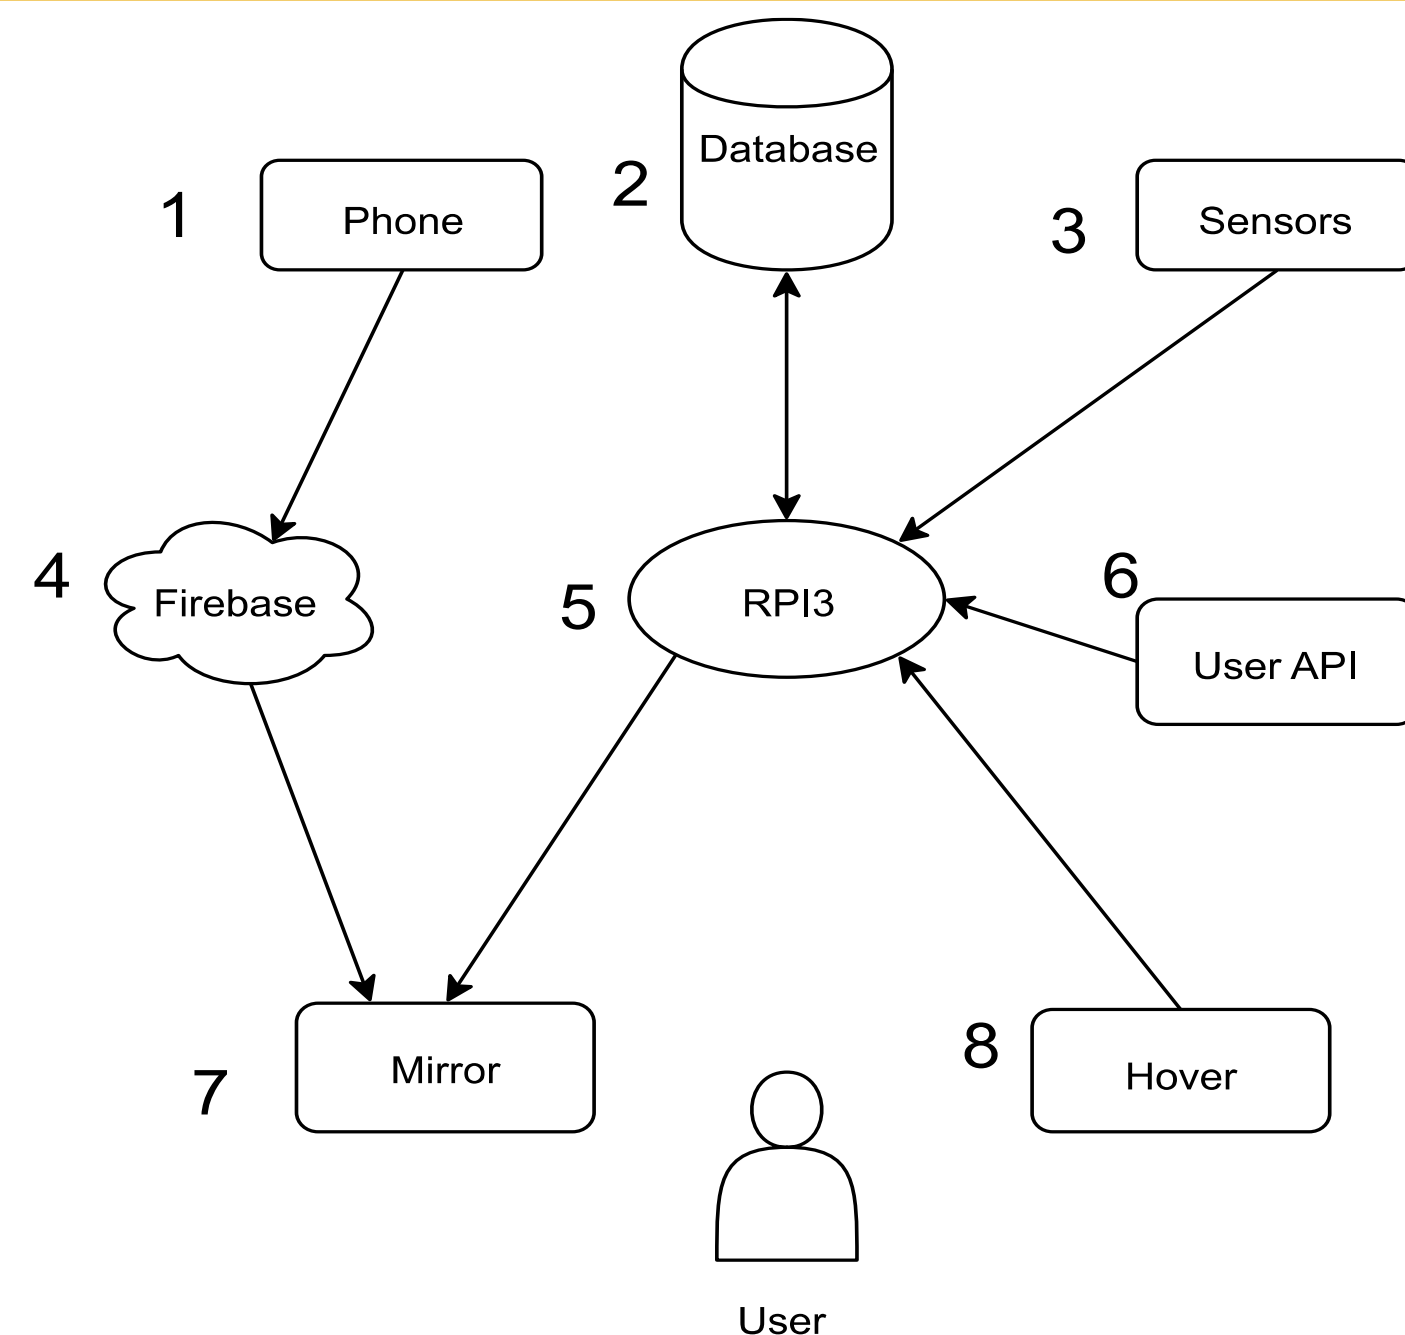 Database
2
1
Phone
3
Sensors
4
Firebase
5
RPI3
6
User API
7
Mirror
8
Hover
User